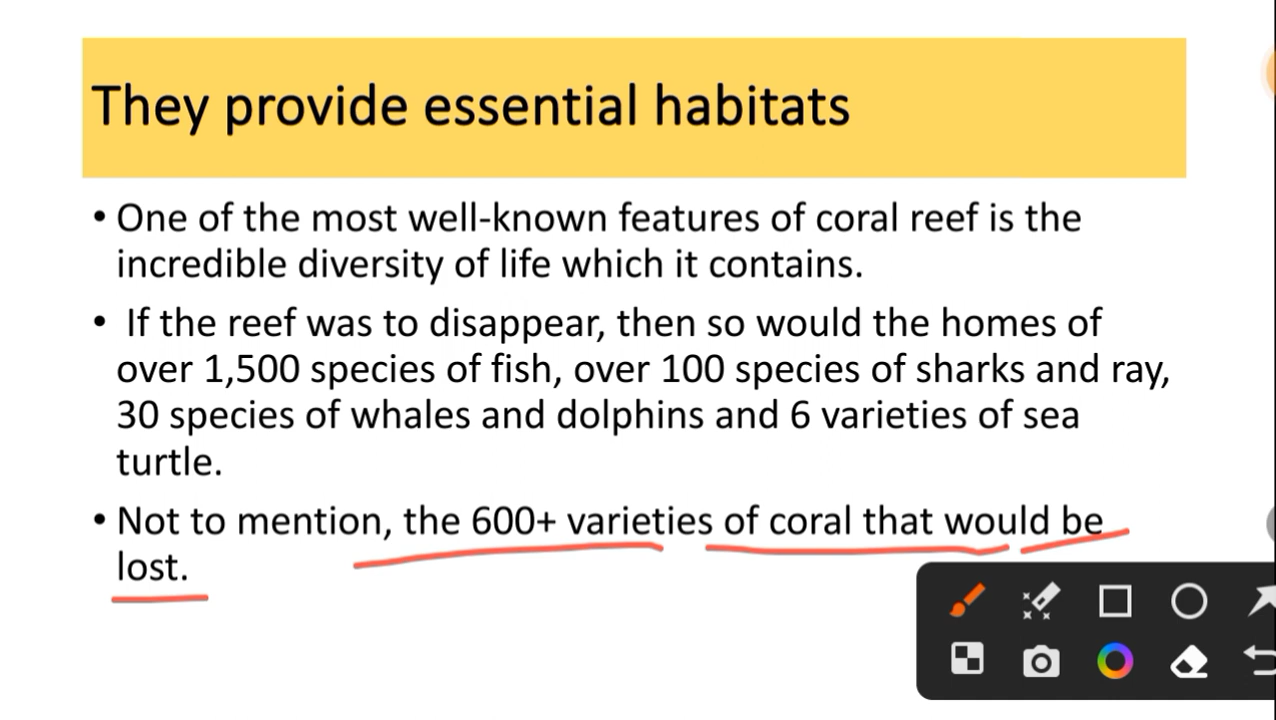 They provide essential habitats
• One of the most well-known features of coral reef is the
incredible diversity of life which it contains.
• If the reef was to disappear, then so would the homes of
over 1,500 species of fish, over 100 species of sharks and ray,
30 species of whales and dolphins and 6 varieties of sea
turtle.
• Not to mention, the 600+ varieties of coral that would be
lost.